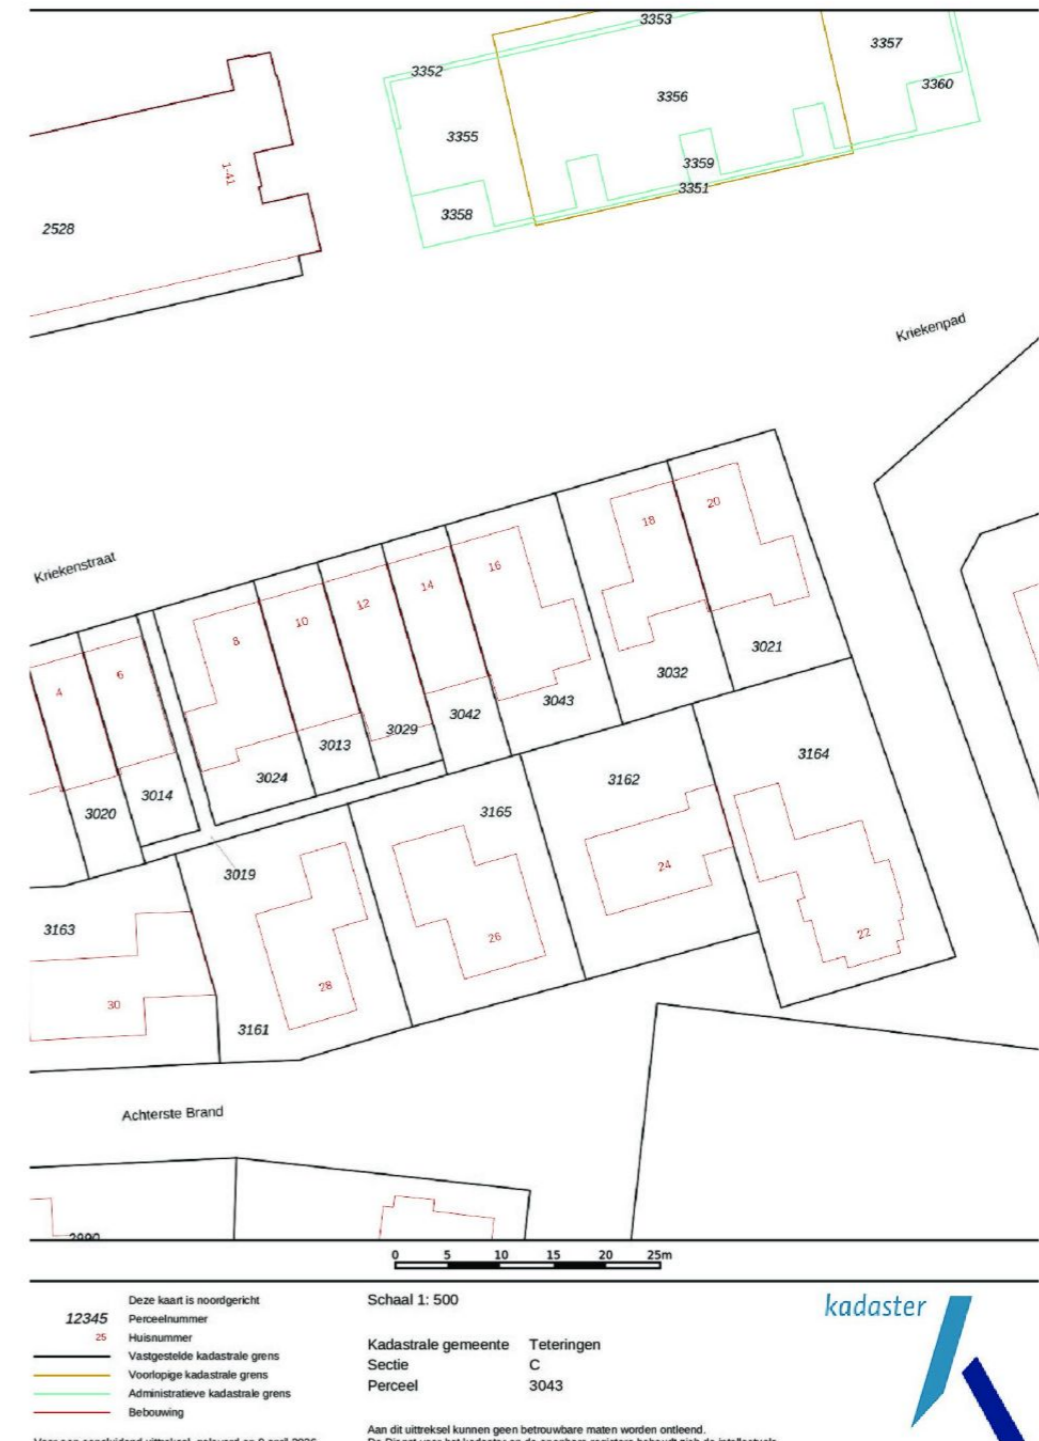 3353
3357
3352
3360
3356
3355
1-41
3359
3351
3358
2528
Kriekenpad
18
20
16
Kriekenstraat
14
12
10
8
6
4
3021
3032
3043
3042
3029
3013
3024
3014
3020
3164
3162
3165
24
3019
3163
22
26
28
30
3161
Achterste Brand
2990
0 5 10 15 20 25m
Deze kaart is noordgericht
12345 Perceelnummer
25 Huisnummer
Vastgestelde kadastrale grens
Voorlopige kadastrale grens
Administratieve kadastrale grens
Bebouwing
Schaal 1: 500
Kadastrale gemeente Teteringen
Sectie C
Perceel 3043
kadaster
Aan dit uittreksel kunnen geen betrouwbare maten worden ontleend.